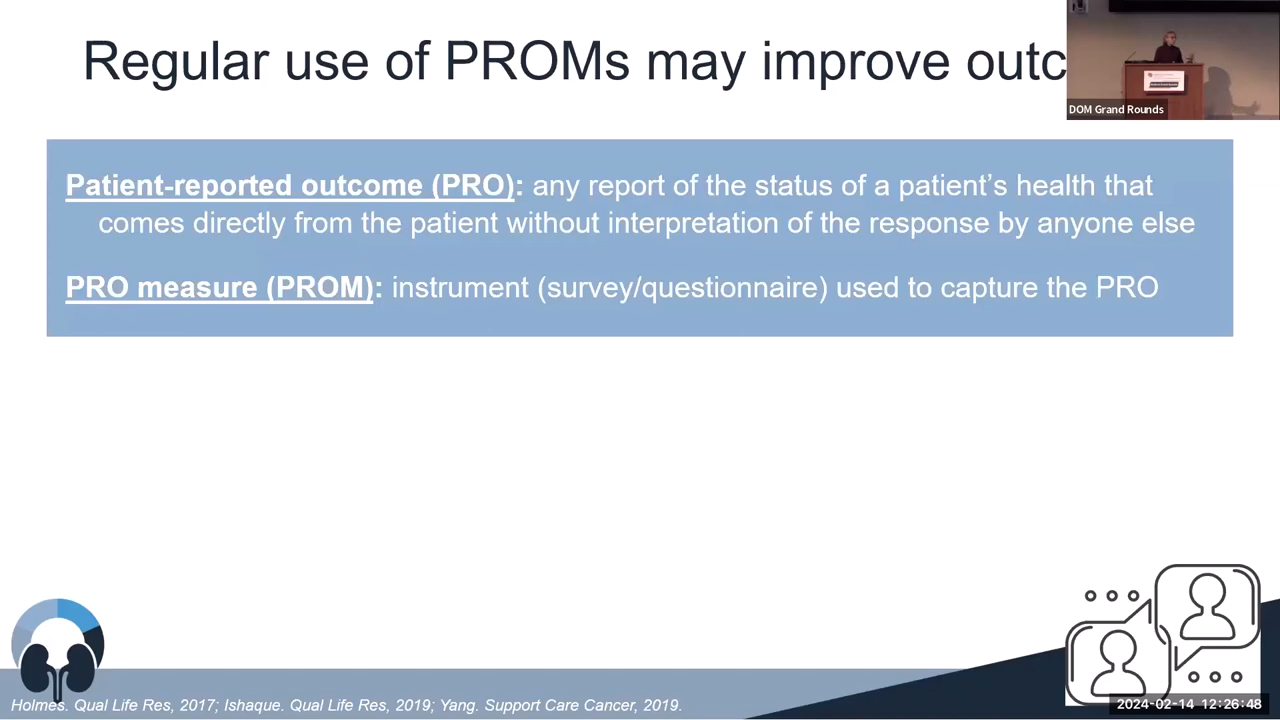 Regular use of PROMs may improve outc
DOM Grand Rounds
Patient-reported outcome (PRO): any report of the status of a patient's health that
comes directly from the patient without interpretation of the response by anyone else
PRO measure (PROM): instrument (survey/questionnaire) used to capture the PRO
Holmes. Qual Life Res, 2017; Ishaque. Qual Life Res, 2019; Yang. Support Care Cancer, 2019.
2024-02-14 12:26:48